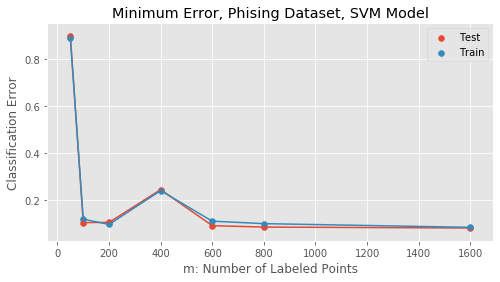 Minimum Error, Phising Dataset, SVM Model
Test
Train
Classification Error
0.8
0.6
0.4
0.2
0 200 400 600 800 1000 1200 1400 1600
m: Number of Labeled Points